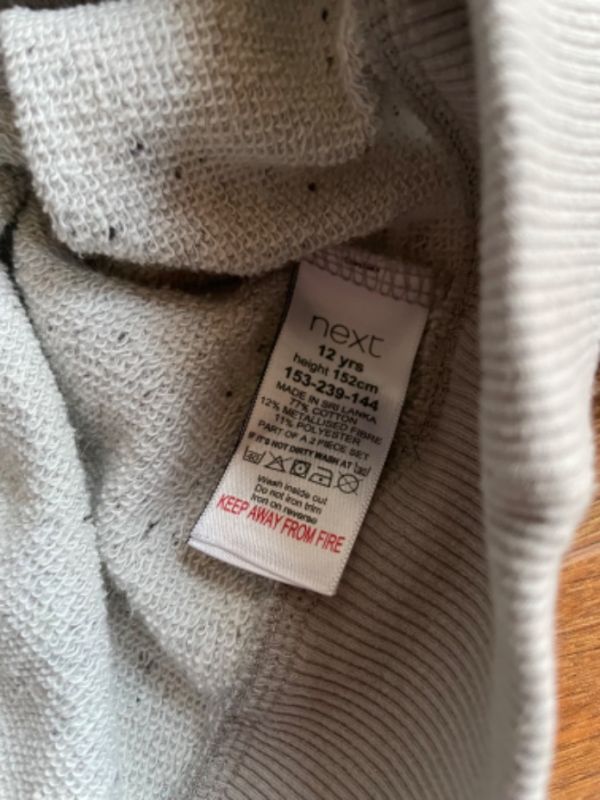 next
12 yrs
height 152cm
153-239-144
MADE IN SRI LANKA
77% COTTON
12% METALLISED FIBRE
11% POLYESTER
PART OF A 2 PIECE SET
IF IT'S NOT DIRTY WASH AT 30
40
Wash inside out
Do not iron trim
Iron on reverse
KEEP AWAY FROM FIRE